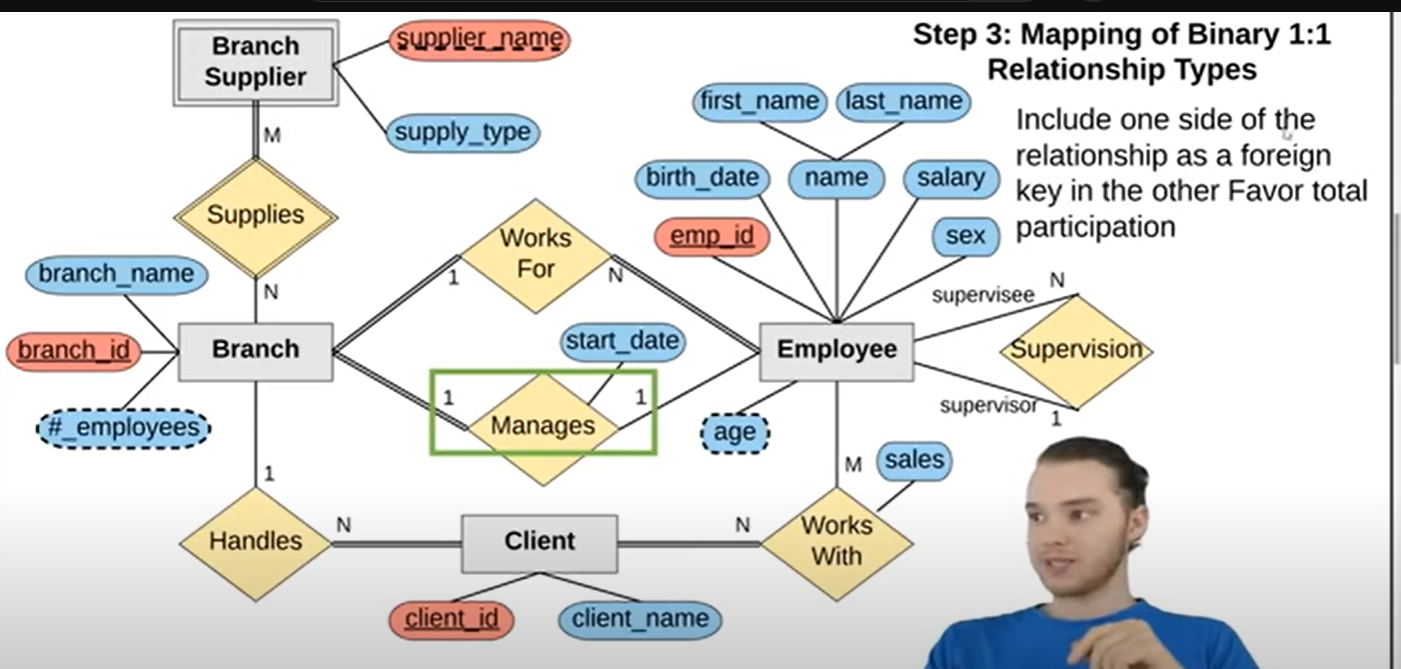 Step 3: Mapping of Binary 1:1
Relationship Types
Include one side of the
relationship as a foreign
key in the other Favor total
participation
Branch
Supplier
supplier_name
supply_type
M
Supplies
N
branch_name
branch_id
#_employees
Branch
Works
For
1
N
start_date
1
Manages
1
first_name
last_name
birth_date
name
salary
emp_id
sex
Employee
age
supervisee
N
Supervision
supervisor
1
1
Handles
N
Client
client_id
client_name
N
Works
With
M
sales